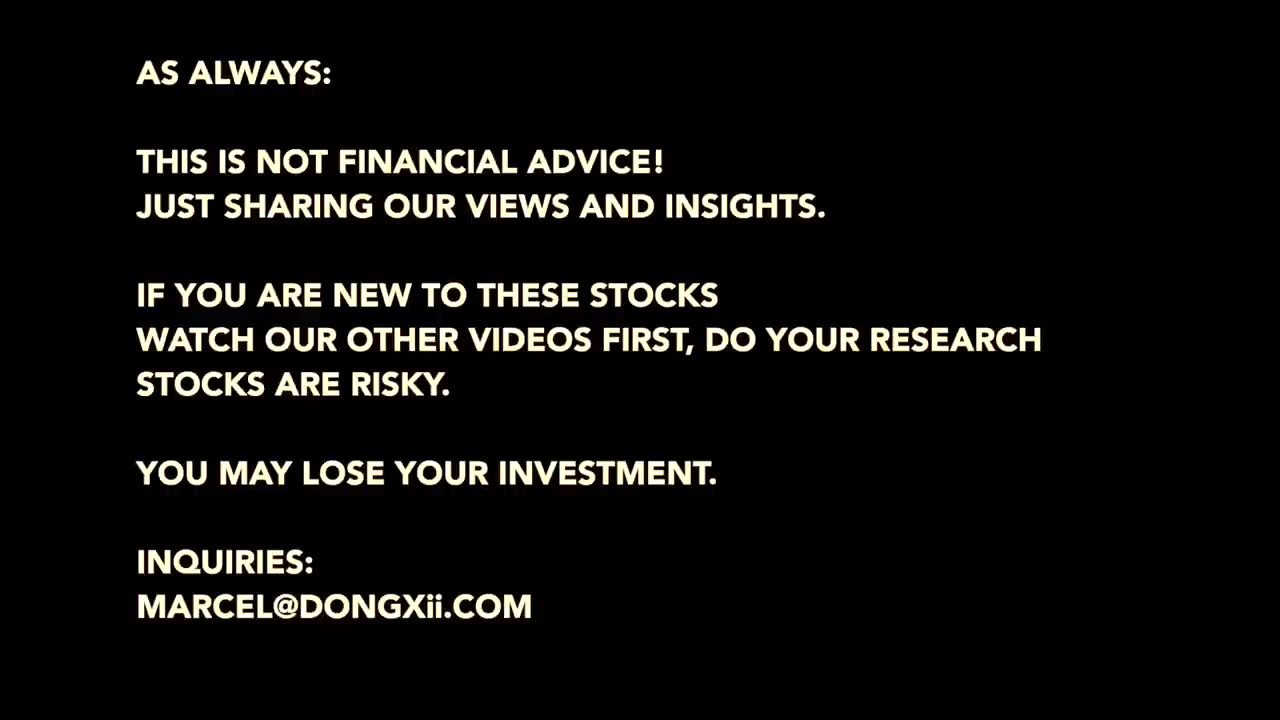 AS ALWAYS:
THIS IS NOT FINANCIAL ADVICE!
JUST SHARING OUR VIEWS AND INSIGHTS.
IF YOU ARE NEW TO THESE STOCKS
WATCH OUR OTHER VIDEOS FIRST, DO YOUR RESEARCH
STOCKS ARE RISKY.
YOU MAY LOSE YOUR INVESTMENT.
INQUIRIES:
MARCEL@DONGXii.COM